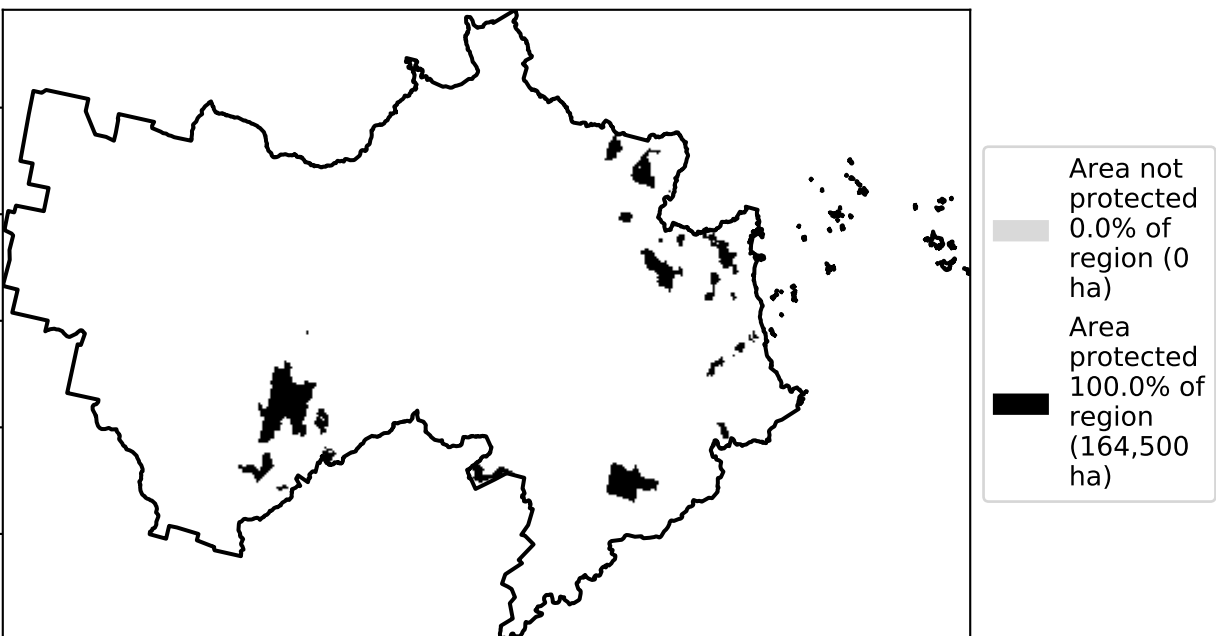 Area not
protected
0.0% of
region (0
ha)
Area
protected
100.0% of
region
(164,500
ha)